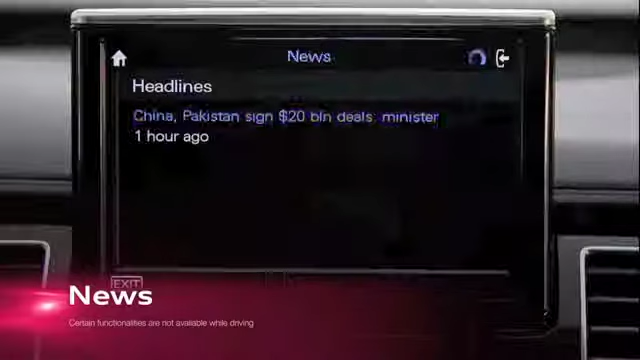 News
Headlines
China, Pakistan sign $20 bln deals: minister
1 hour ago
EXIT
News
Certain functionalities are not available while driving